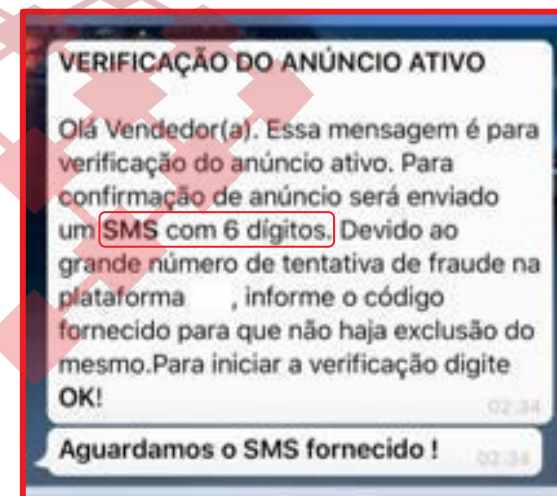 VERIFICAÇÃO DO ANÚNCIO ATIVO
Olá Vendedor(a). Essa mensagem é para
verificação do anúncio ativo. Para
confirmação de anúncio será enviado
um SMS com 6 dígitos. Devido ao
grande número de tentativa de fraude na
plataforma , informe o código
fornecido para que não haja exclusão do
mesmo.Para iniciar a verificação digite
OK!
02:34
Aguardamos o SMS fornecido !
02:34